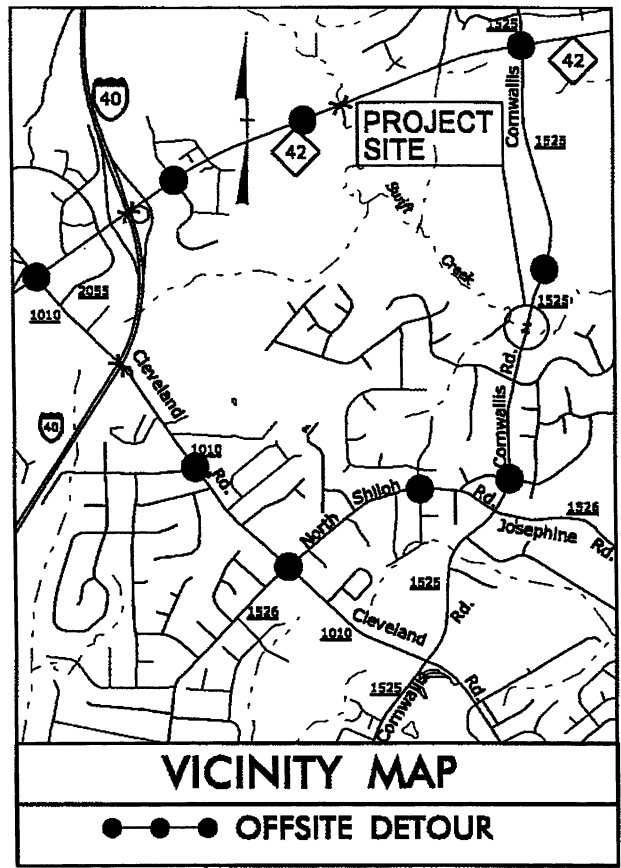 1525
42
40
Cornwallis
42
PROJECT
SITE
1525
Swift
Creek
2055
1010
1525
Cleveland
Rd.
40
Cornwallis
Rd.
1010
North
Shiloh
Rd.
1526
Josephine
Rd.
1525
Rd.
1526
1010
Cleveland
Rd.
1525
Cornwallis
VICINITY MAP
OFFSITE DETOUR